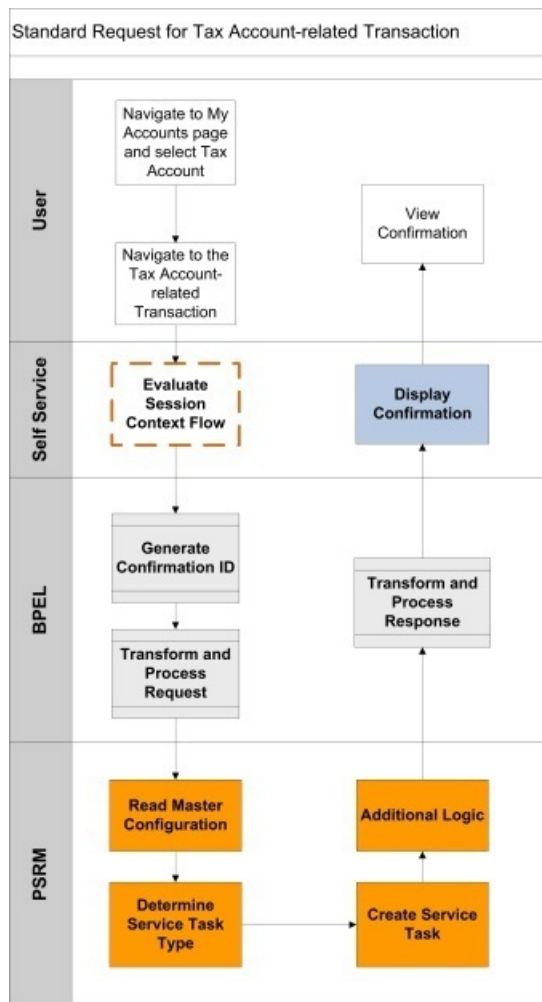 Standard Request for Tax Account-related Transaction
User
Navigate to My
Accounts page
and select Tax
Account
Navigate to the
Tax Account-
related
Transaction
View
Confirmation
Self Service
Evaluate
Session
Context Flow
Display
Confirmation
BPEL
Generate
Confirmation ID
Transform and
Process
Request
Transform and
Process
Response
PSRM
Read Master
Configuration
Determine
Service Task
Type
Additional Logic
Create Service
Task